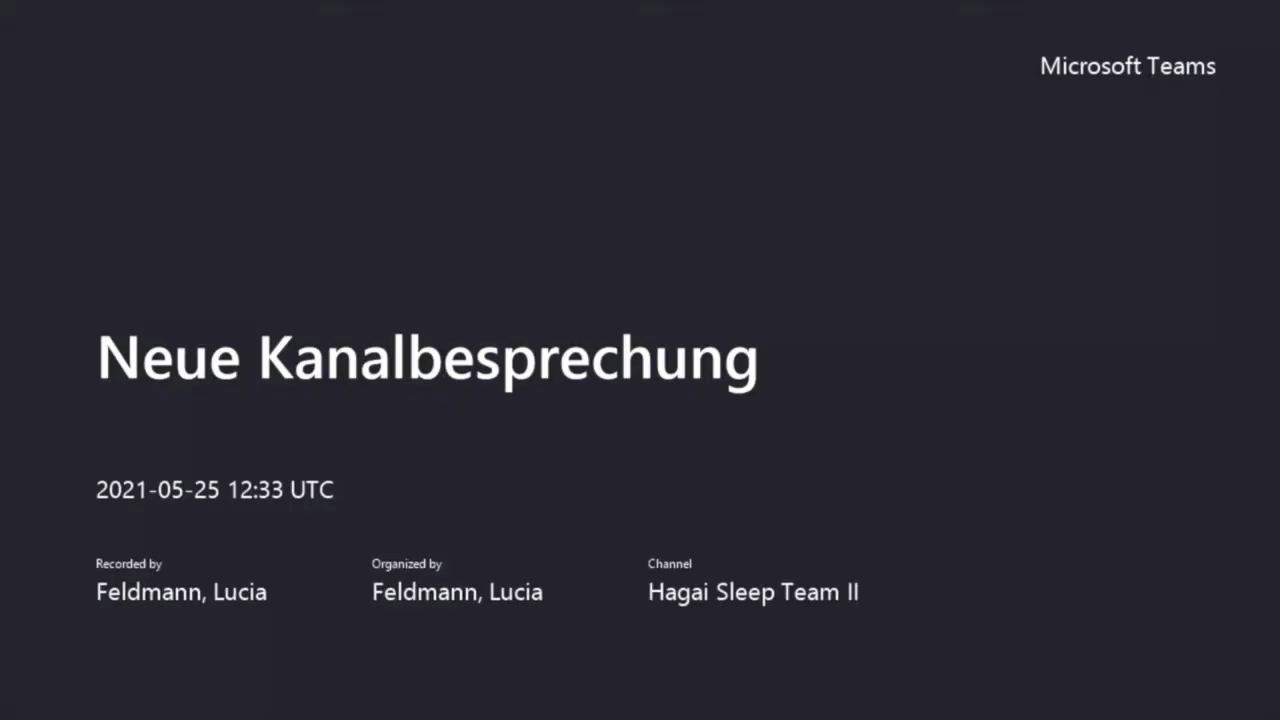 Microsoft Teams
Neue Kanalbesprechung
2021-05-25 12:33 UTC
Recorded by
Feldmann, Lucia
Organized by
Feldmann, Lucia
Channel
Hagai Sleep Team II